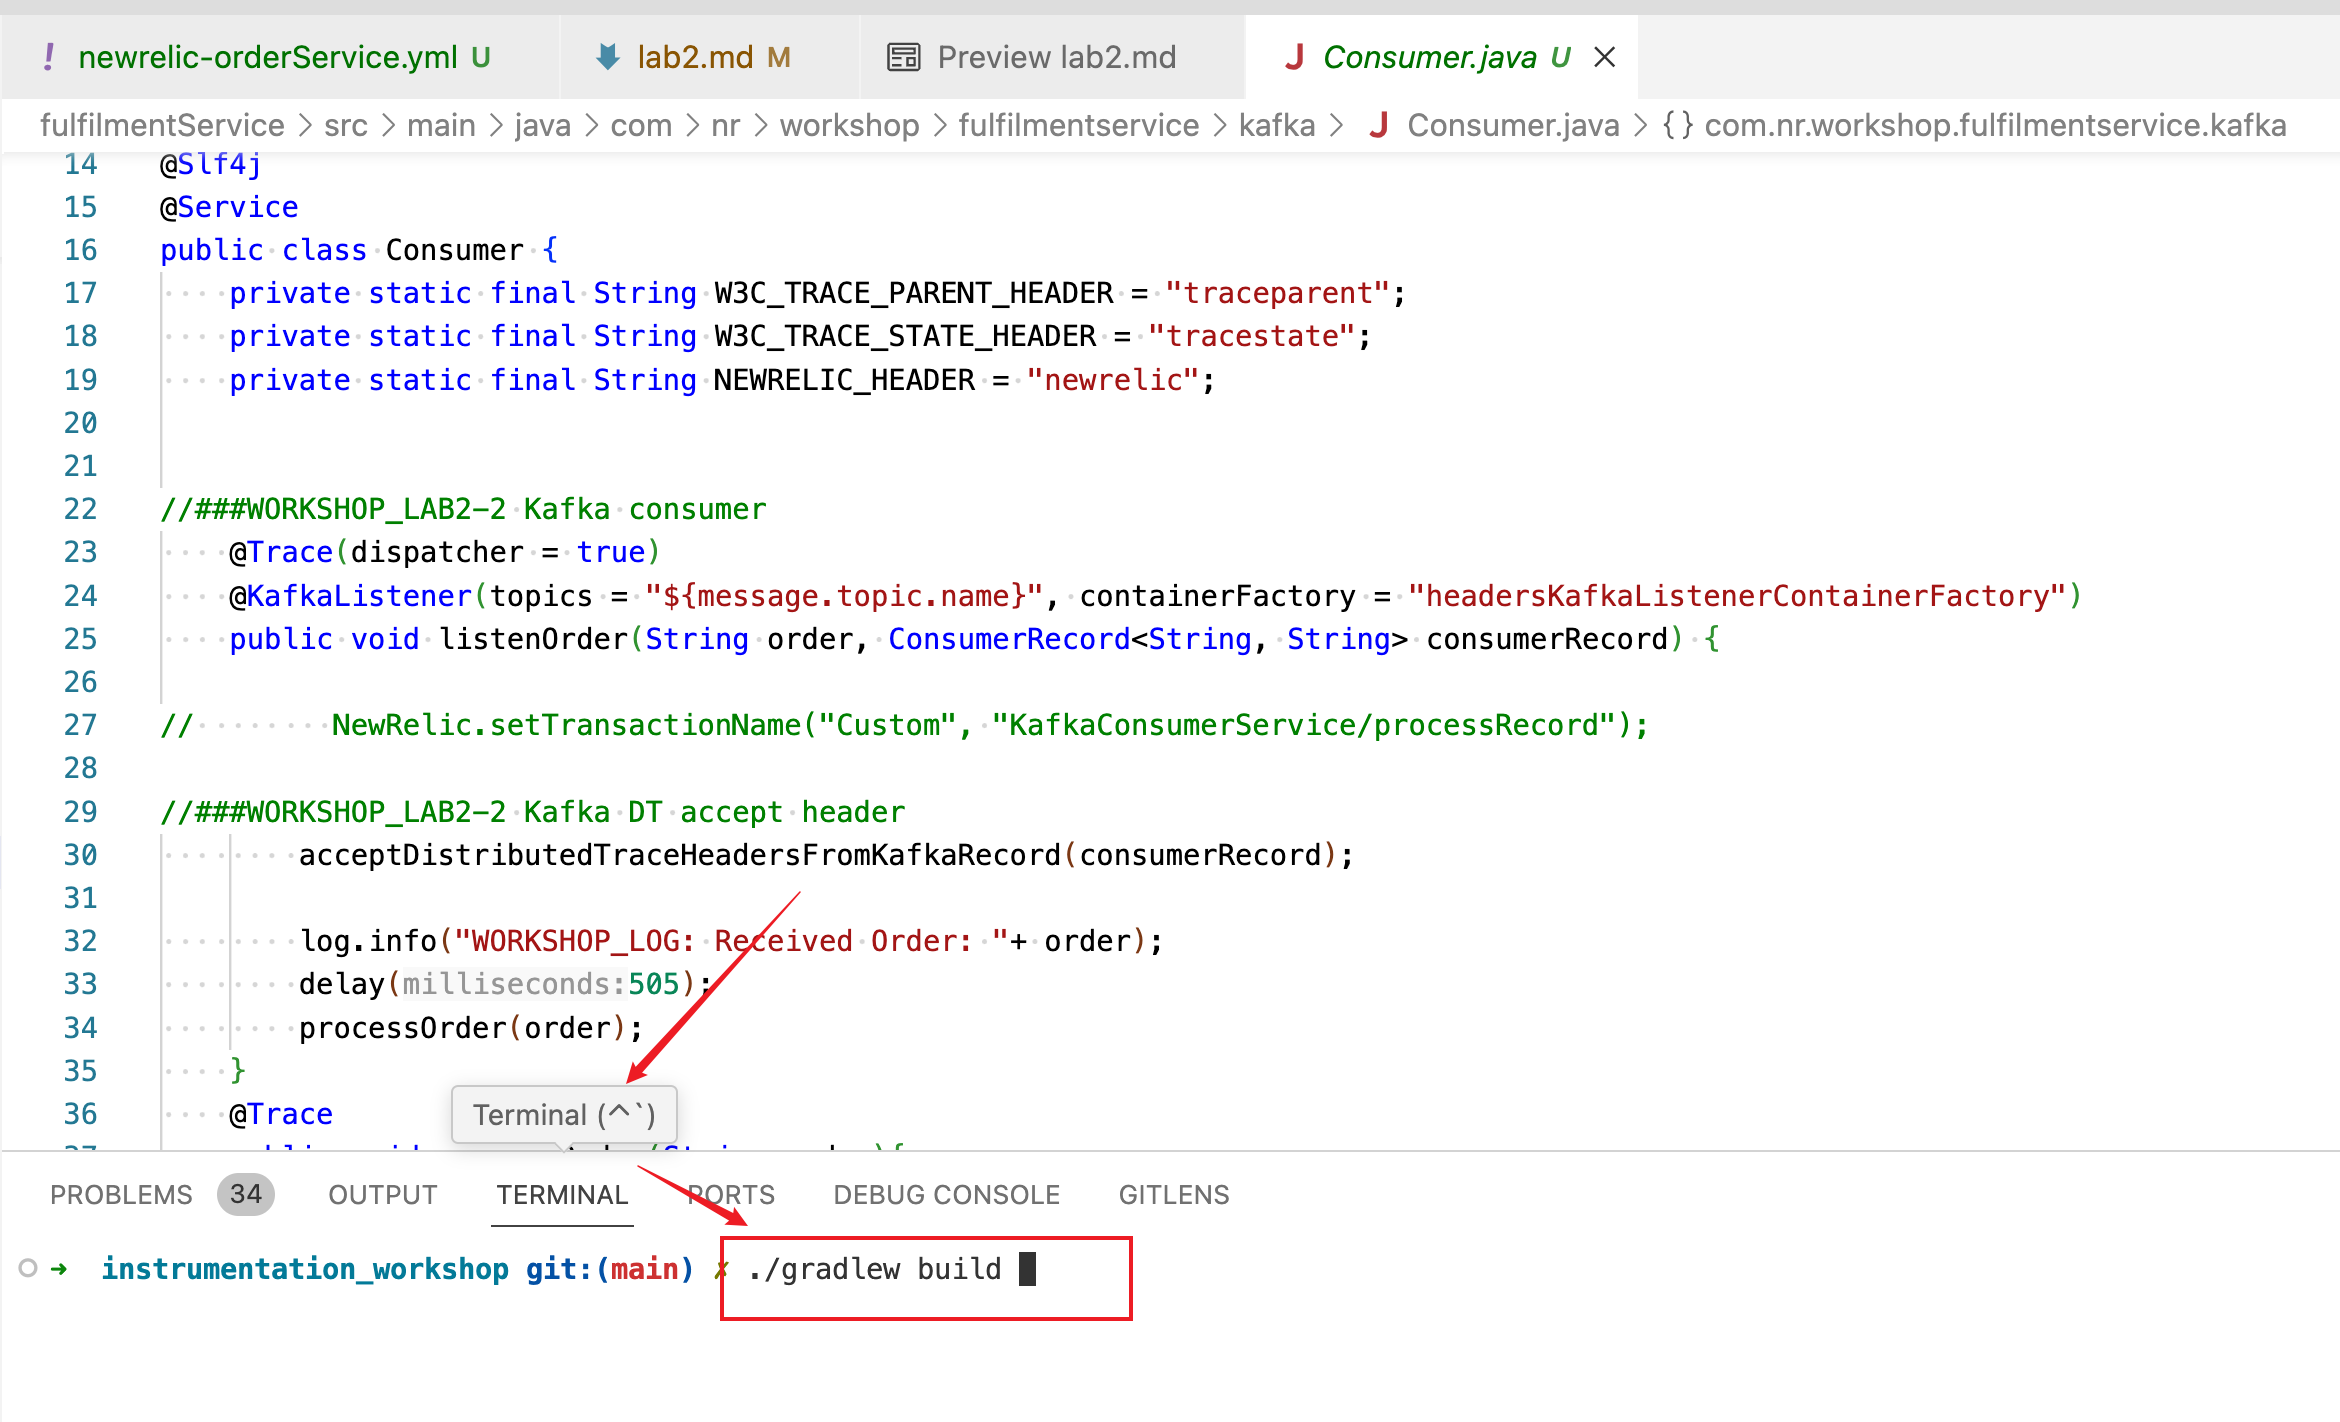 ! newrelic-orderService.yml U lab2.md M Preview lab2.md J Consumer.java U
fulfilmentService > src > main > java > com > nr > workshop > fulfilmentservice > kafka > J Consumer.java > {} com.nr.workshop.fulfilmentservice.kafka
14 @Slf4j
15 @Service
16 public class Consumer {
17 private static final String W3C_TRACE_PARENT_HEADER = "traceparent";
18 private static final String W3C_TRACE_STATE_HEADER = "tracestate";
19 private static final String NEWRELIC_HEADER = "newrelic";
20
21
22 //###WORKSHOP_LAB2-2 Kafka consumer
23 @Trace(dispatcher = true)
24 @KafkaListener(topics = "${message.topic.name}", containerFactory = "headersKafkaListenerContainerFactory")
25 public void listenOrder(String order, ConsumerRecord<String, String> consumerRecord) {
26
27 // NewRelic.setTransactionName("Custom", "KafkaConsumerService/processRecord");
28
29 //###WORKSHOP_LAB2-2 Kafka DT accept header
30 acceptDistributedTraceHeadersFromKafkaRecord(consumerRecord);
31
32 log.info("WORKSHOP_LOG: Received Order: "+ order);
33 delay(milliseconds:505);
34 processOrder(order);
35 }
36 @Trace
Terminal (^`)
PROBLEMS 34 OUTPUT TERMINAL PORTS DEBUG CONSOLE GITLENS
➜ instrumentation_workshop git:(main) ✗ ./gradlew build